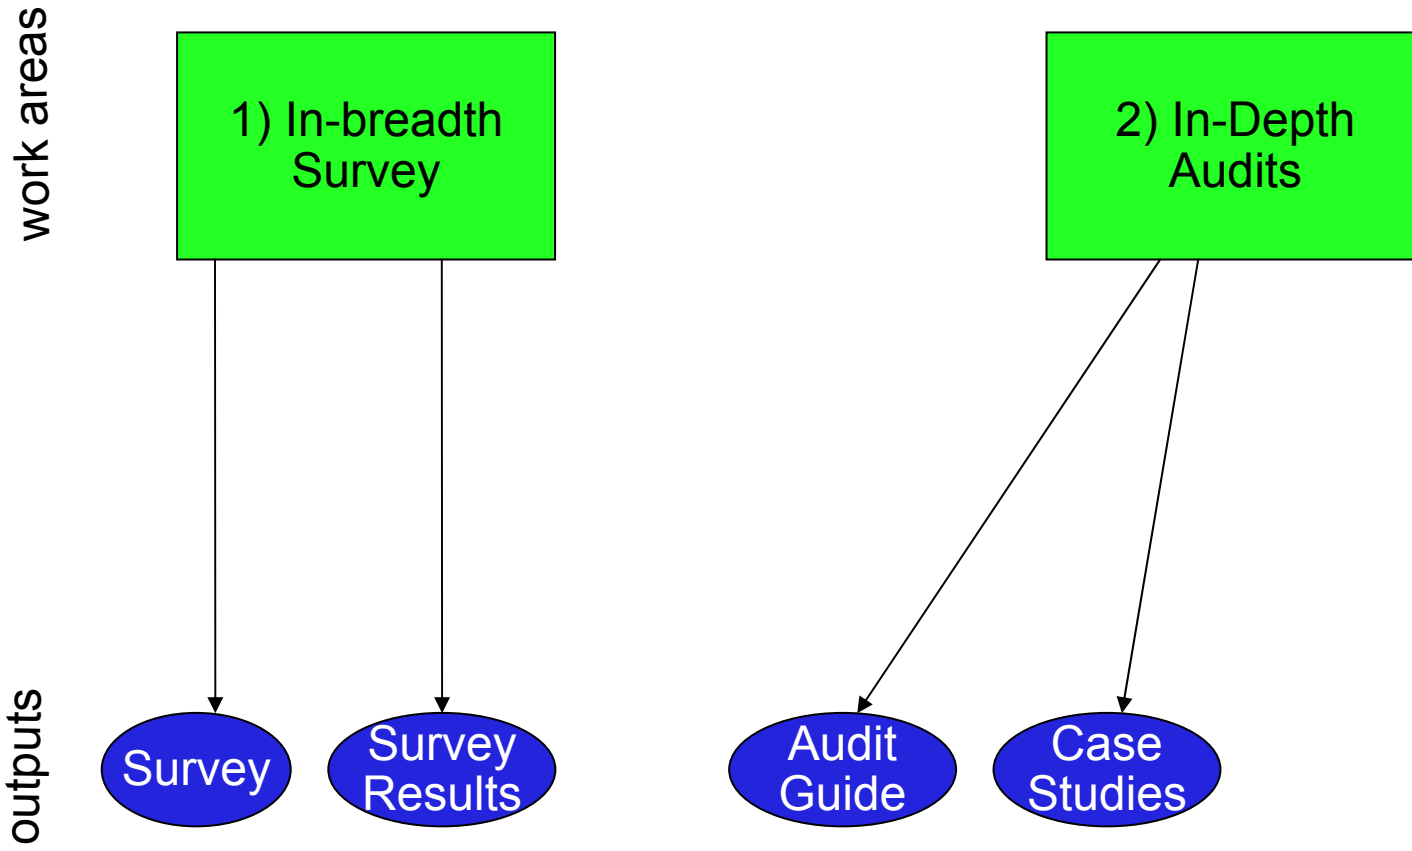 work areas
1) In-breadth
Survey
2) In-Depth
Audits
outputs
Survey
Survey
Results
Audit
Guide
Case
Studies